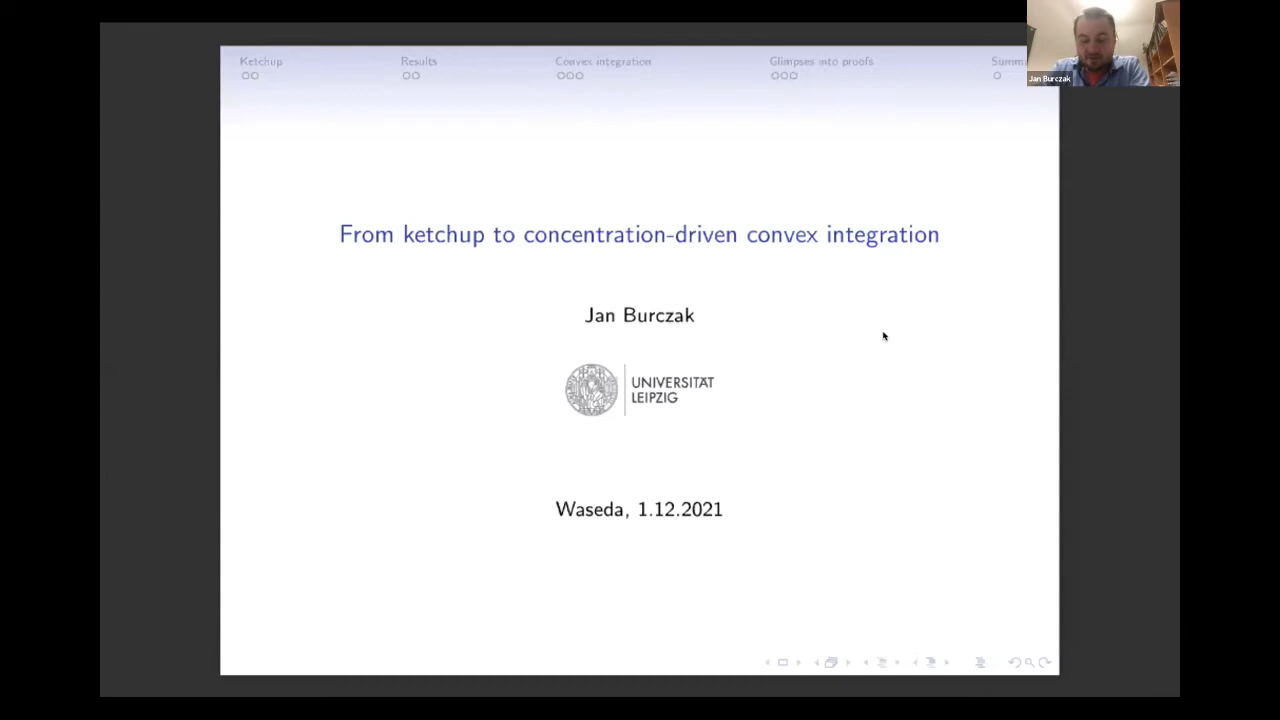 Ketchup Results Convex integration Glimpses into proofs Summa
From ketchup to concentration-driven convex integration
Jan Burczak
UNIVERSITÄT
LEIPZIG
Waseda, 1.12.2021
Jan Burczak